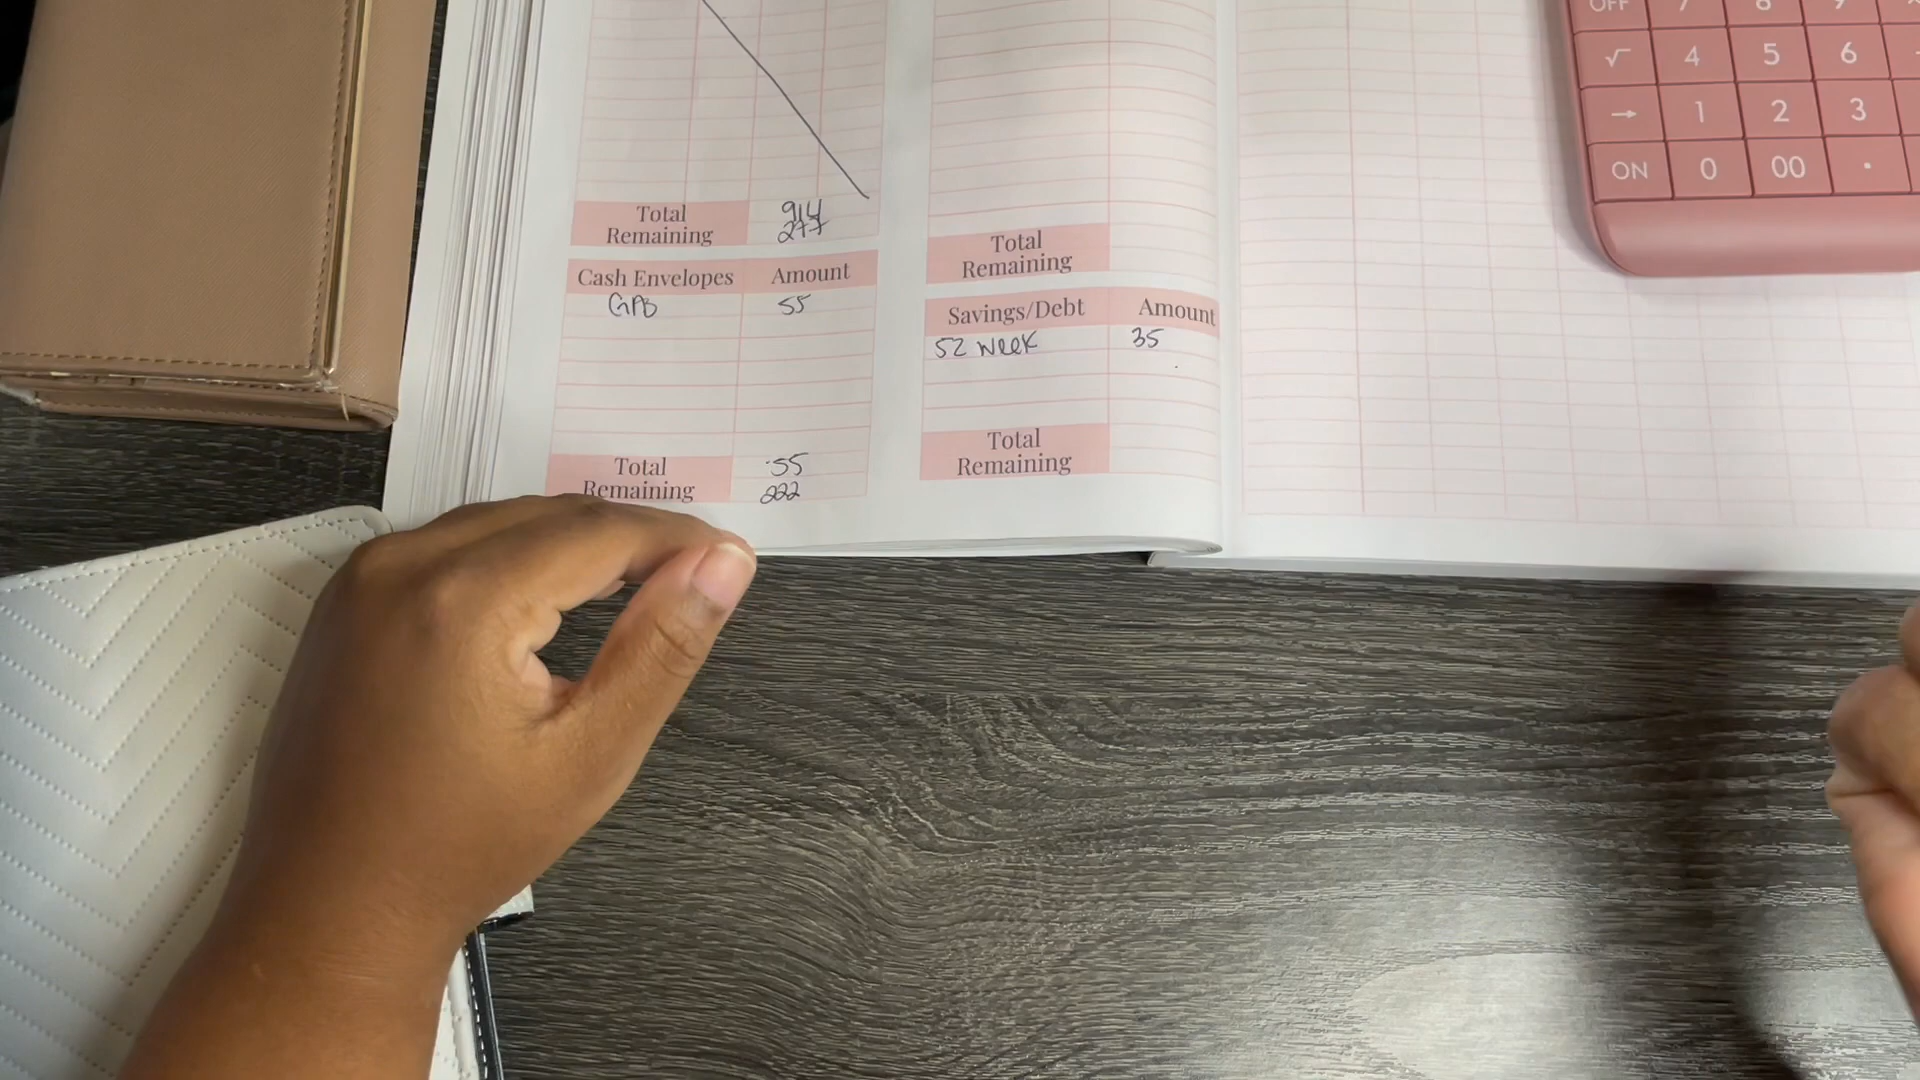 Total
Remaining
914
277
Cash Envelopes Amount
GPB 55
Total
Remaining
55
222
Total
Remaining
Savings/Debt Amount
52 week 35
Total
Remaining
OFF 7 8 9
√ 4 5 6
→ 1 2 3
ON 0 00 .